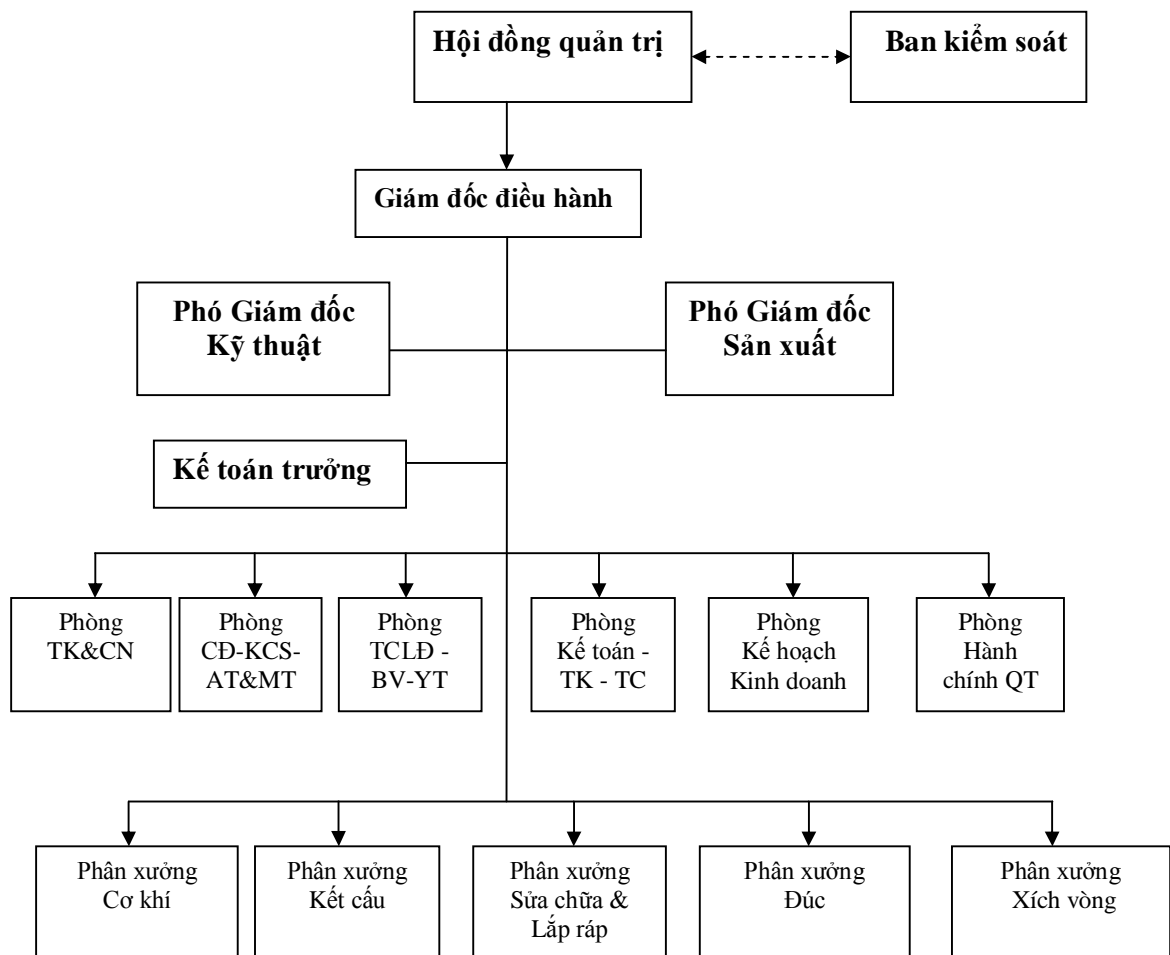 Hội đồng quản trị
Ban kiểm soát
Giám đốc điều hành
Phó Giám đốc
Kỹ thuật
Phó Giám đốc
Sản xuất
Kế toán trưởng
Phòng
TK&CN
Phòng
CĐ-KCS-
AT&MT
Phòng
TCLĐ -
BV-YT
Phòng
Kế toán -
TK - TC
Phòng
Kế hoạch
Kinh doanh
Phòng
Hành
chính QT
Phân xưởng
Cơ khí
Phân xưởng
Kết cấu
Phân xưởng
Sửa chữa &
Lắp ráp
Phân xưởng
Đúc
Phân xưởng
Xích vòng